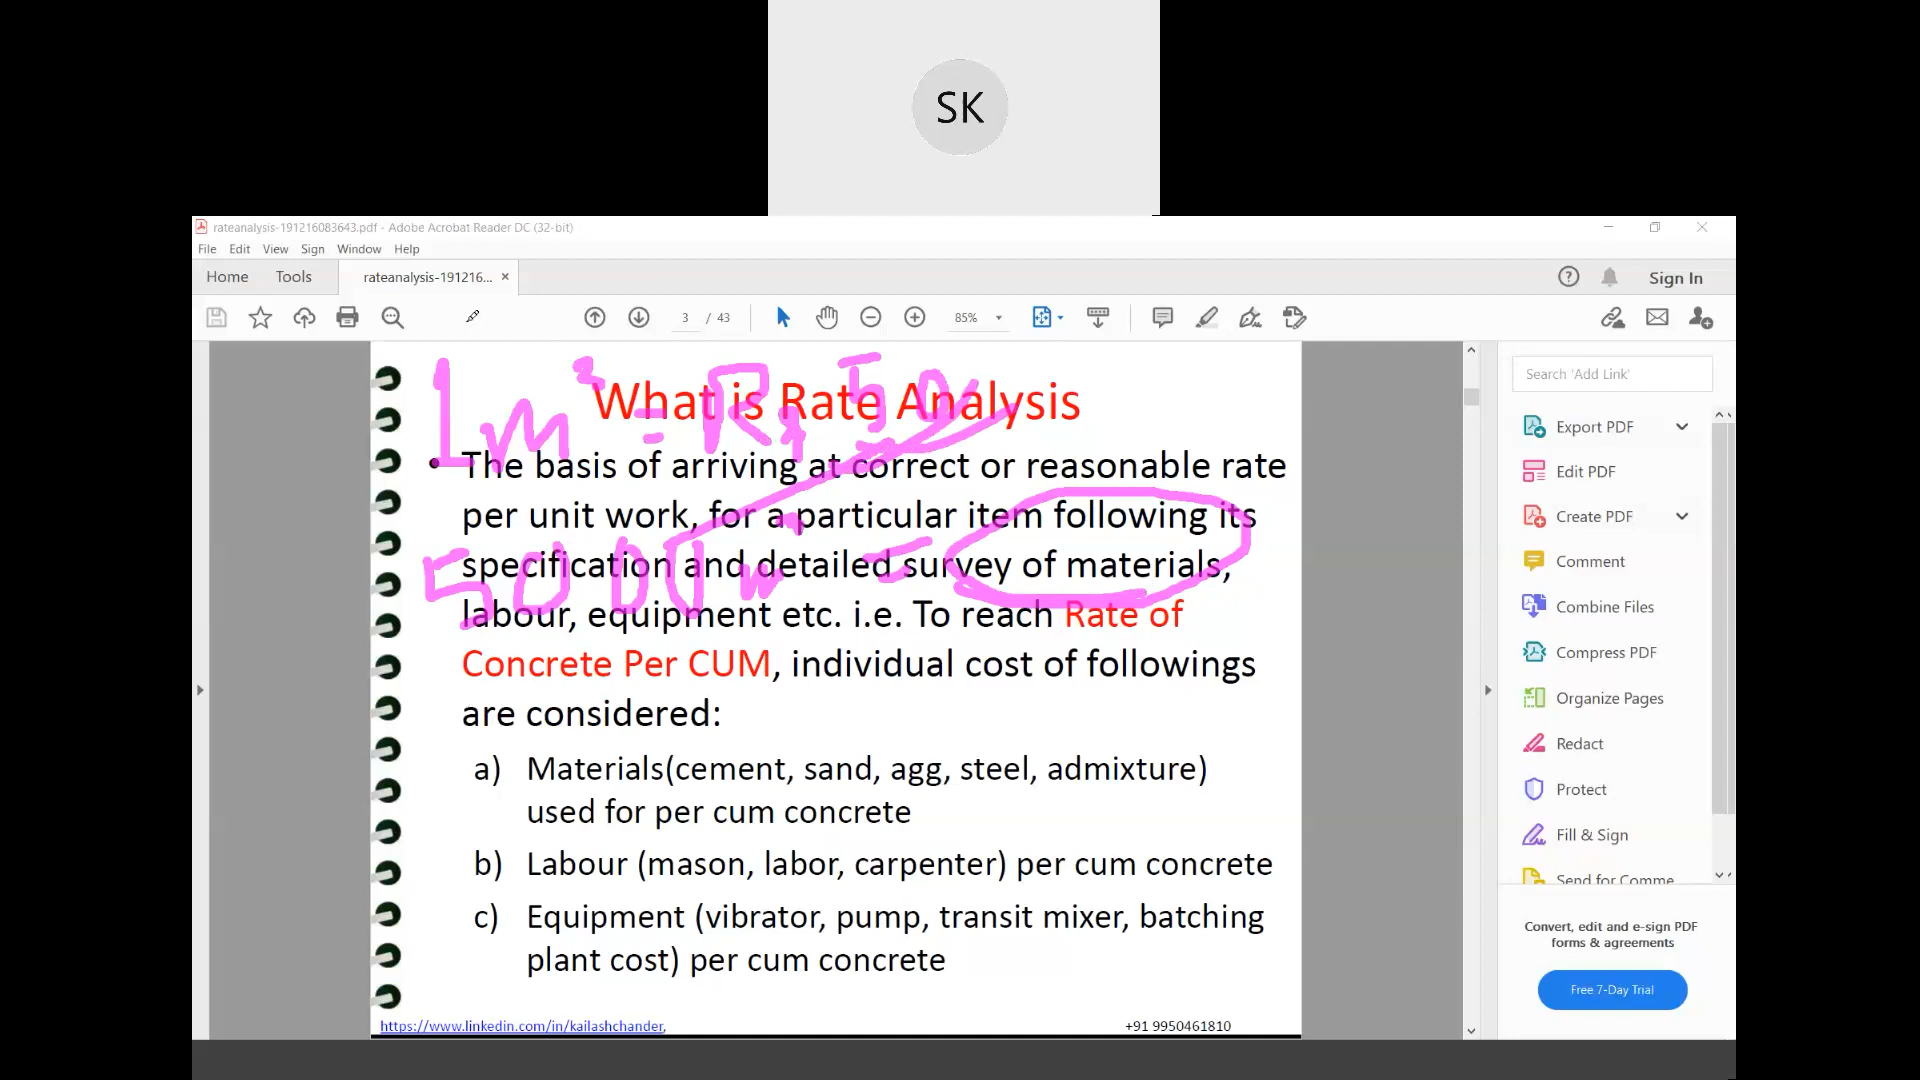 SK
rateanalysis-191216083643.pdf - Adobe Acrobat Reader DC (32-bit)
File Edit View Sign Window Help
Home Tools rateanalysis-191216... × Sign In
3 / 43 85%
What is Rate Analysis
1m² = Rs 50
• The basis of arriving at correct or reasonable rate
per unit work, for a particular item following its
specification and detailed survey of materials,
5000 m² =
labour, equipment etc. i.e. To reach Rate of
Concrete Per CUM, individual cost of followings
are considered:
a) Materials(cement, sand, agg, steel, admixture)
used for per cum concrete
b) Labour (mason, labor, carpenter) per cum concrete
c) Equipment (vibrator, pump, transit mixer, batching
plant cost) per cum concrete
https://www.linkedin.com/in/kailashchander, +91 9950461810
Search 'Add Link'
Export PDF
Edit PDF
Create PDF
Comment
Combine Files
Compress PDF
Organize Pages
Redact
Protect
Fill & Sign
Send for Comme
Convert, edit and e-sign PDF
forms & agreements
Free 7-Day Trial